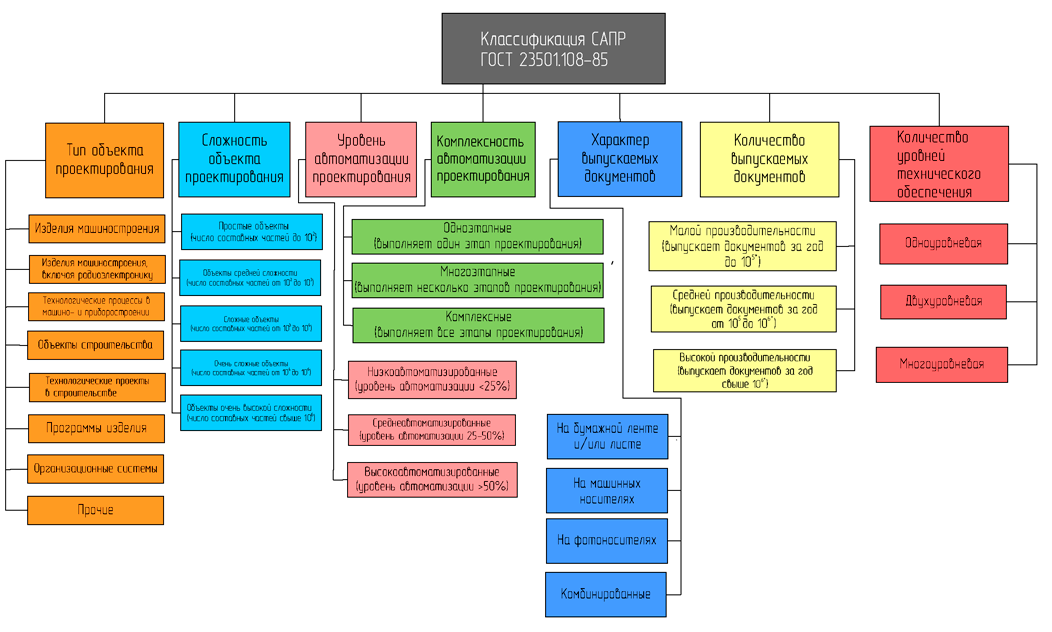 Классификация САПР
ГОСТ 23501.108-85
Тип объекта
проектирования
Изделия машиностроения
Изделия машиностроения,
включая радиоэлектронику
Технологические процессы в
машино- и приборостроении
Объекты строительства
Технологические проекты
в строительстве
Программы изделия
Организационные системы
Прочие
Сложность
объекта
проектирования
Простые объекты
(число составных частей до 10²)
Объекты средней сложности
(число составных частей от 10² до 10³)
Сложные объекты
(число составных частей от 10³ до 10⁴)
Очень сложные объекты
(число составных частей от 10⁴ до 10⁶)
Объекты очень высокой сложности
(число составных частей свыше 10⁶)
Уровень
автоматизации
проектирования
Низкоавтоматизированные
(уровень автоматизации <25%)
Среднеавтоматизированные
(уровень автоматизации 25-50%)
Высокоавтоматизированные
(уровень автоматизации >50%)
Комплексность
автоматизации
проектирования
Одноэтапные
(выполняет один этап проектирования)
Многоэтапные
(выполняет несколько этапов проектирования)
Комплексные
(выполняет все этапы проектирования)
Характер
выпускаемых
документов
На бумажной ленте
и/или листе
На машинных
носителях
На фотоносителях
Комбинированные
Количество
выпускаемых
документов
Малой производительности
(выпускает документов за год
до 10⁵*)
Средней производительности
(выпускает документов за год
от 10⁵ до 10⁶*)
Высокой производительности
(выпускает документов за год
свыше 10⁶*)
Количество
уровней
технического
обеспечения
Одноуровневая
Двухуровневая
Многоуровневая